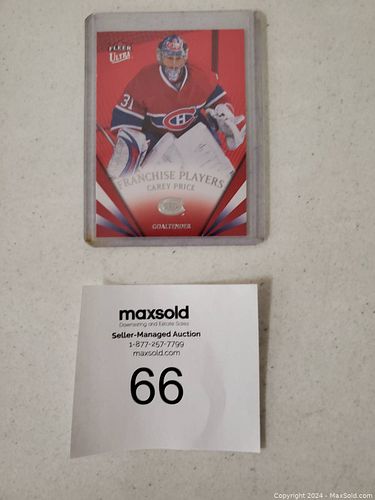 FLEER
ULTRA
31
FRANCHISE PLAYERS
CAREY PRICE
GOALTENDER
maxsold
Downsizing and Estate Sales
Seller-Managed Auction
1-877-257-7799
maxsold.com
66
Copyright 2024 - MaxSold.com